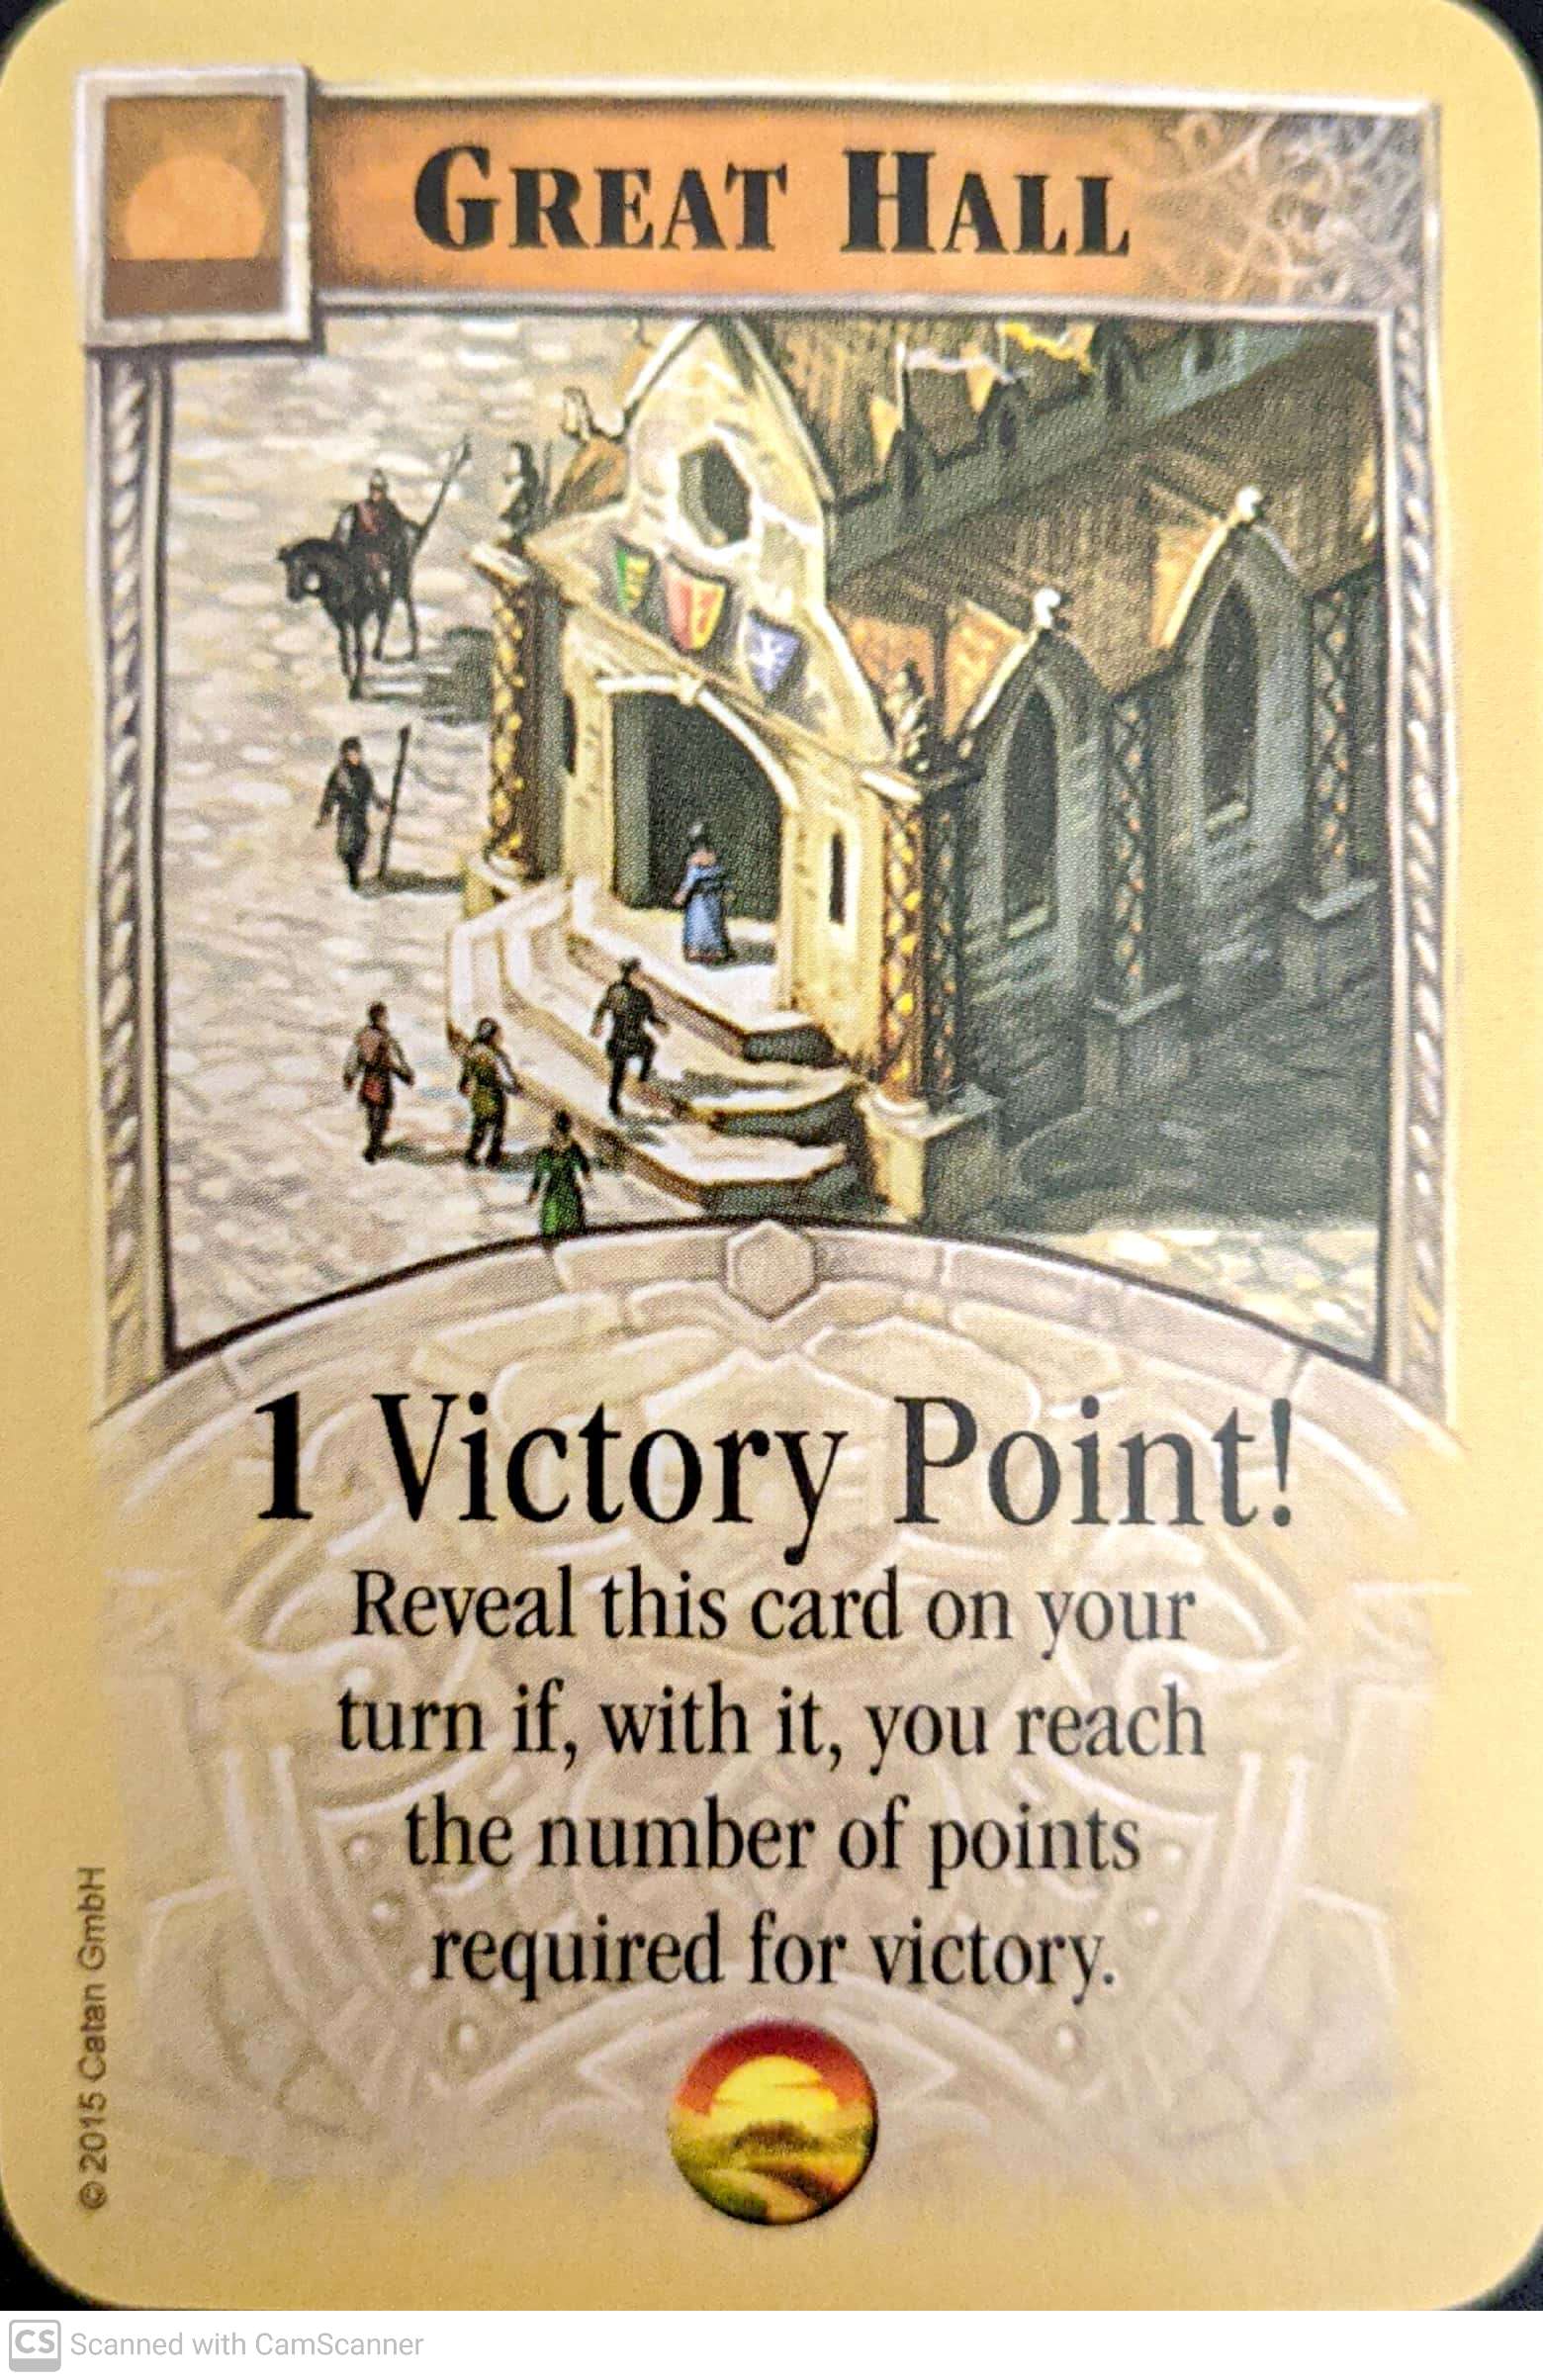 GREAT HALL
1 Victory Point!
Reveal this card on your
turn if, with it, you reach
the number of points
required for victory.
© 2015 Catan GmbH
CS Scanned with CamScanner